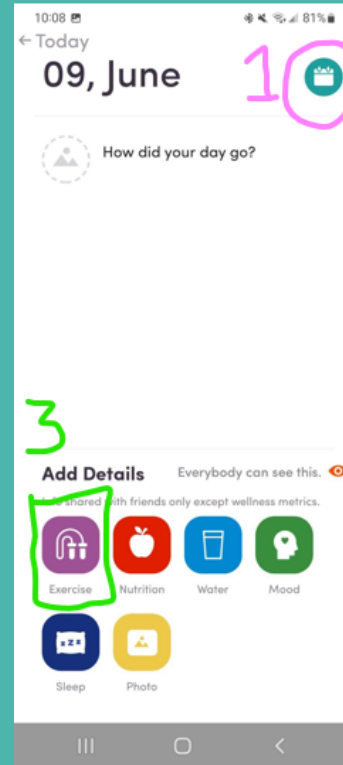 10:08 81%
← Today
09, June 1
How did your day go?
3
Add Details Everybody can see this.
shared with friends only except wellness metrics.
Exercise Nutrition Water Mood
zzz
Sleep Photo